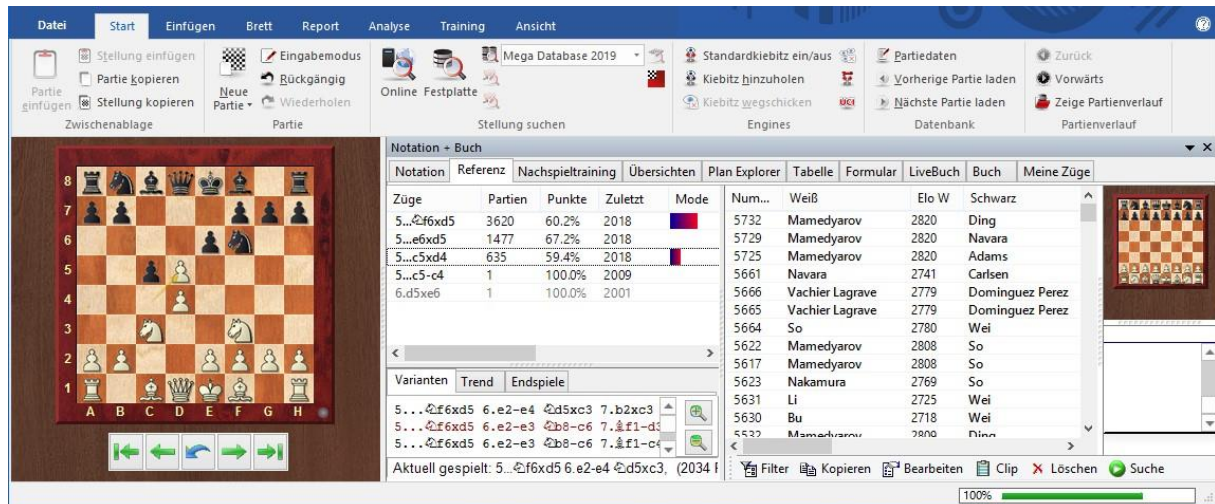 Datei Start Einfügen Brett Report Analyse Training Ansicht
Stellung einfügen
Partie kopieren
Stellung kopieren
Partie einfügen
Zwischenablage
Neue Partie
Eingabemodus
Rückgängig
Wiederholen
Partie
Online Festplatte
Mega Database 2019
Stellung suchen
Standardkiebitz ein/aus
Kiebitz hinzuholen
Kiebitz wegschicken
UCI
Engines
Partiedaten
Vorherige Partie laden
Nächste Partie laden
Datenbank
Zurück
Vorwärts
Zeige Partienverlauf
Partienverlauf
8
7
6
5
4
3
2
1
A B C D E F G H
Notation + Buch
Notation Referenz Nachspieltraining Übersichten Plan Explorer Tabelle Formular LiveBuch Buch Meine Züge
Züge Partien Punkte Zuletzt Mode
5...♘f6xd5 3620 60.2% 2018
5...e6xd5 1477 67.2% 2018
5...c5xd4 635 59.4% 2018
5...c5-c4 1 100.0% 2009
6.d5xe6 1 100.0% 2001
Varianten Trend Endspiele
5...♘f6xd5 6.e2-e4 ♘d5xc3 7.b2xc3
5...♘f6xd5 6.e2-e3 ♘b8-c6 7.♗f1-d3
5...♘f6xd5 6.e2-e3 ♘b8-c6 7.♗f1-c4
Aktuell gespielt: 5...♘f6xd5 6.e2-e4 ♘d5xc3, (2034
Num... Weiß Elo W Schwarz
5732 Mamedyarov 2820 Ding
5729 Mamedyarov 2820 Navara
5725 Mamedyarov 2820 Adams
5661 Navara 2741 Carlsen
5666 Vachier Lagrave 2779 Dominguez Perez
5665 Vachier Lagrave 2779 Dominguez Perez
5664 So 2780 Wei
5622 Mamedyarov 2808 So
5617 Mamedyarov 2808 So
5623 Nakamura 2769 So
5631 Li 2725 Wei
5630 Bu 2718 Wei
5532 Mamedyarov 2809 Ding
Filter Kopieren Bearbeiten Clip Löschen Suche
100%